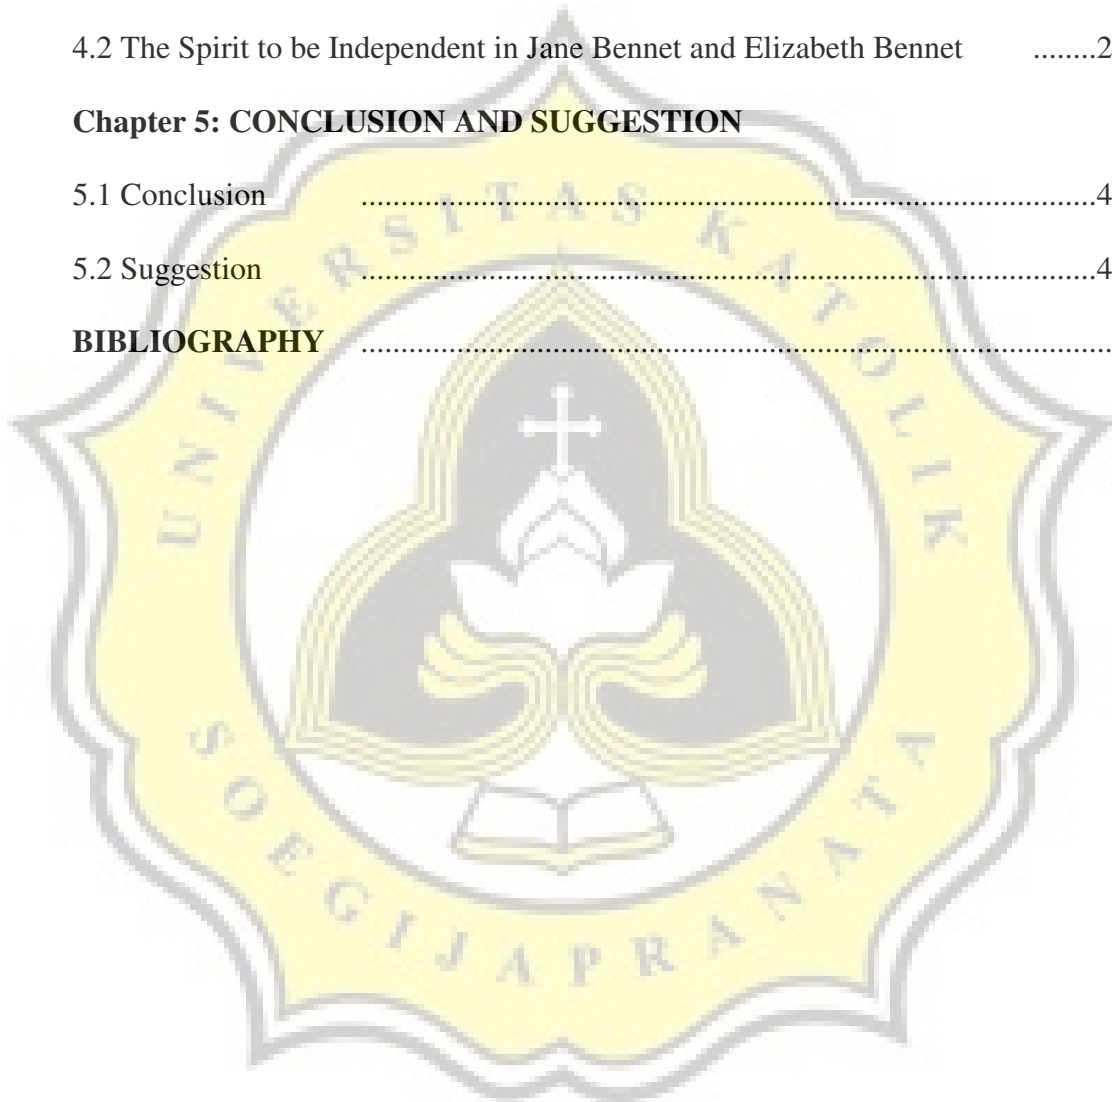 4.2 The Spirit to be Independent in Jane Bennet and Elizabeth Bennet ........2
Chapter 5: CONCLUSION AND SUGGESTION
5.1 Conclusion ............................................................................................4
5.2 Suggestion ............................................................................................4
BIBLIOGRAPHY ..............................................................................................
UNIVERSITAS KATOLIK
SOEGIJAPRANATA